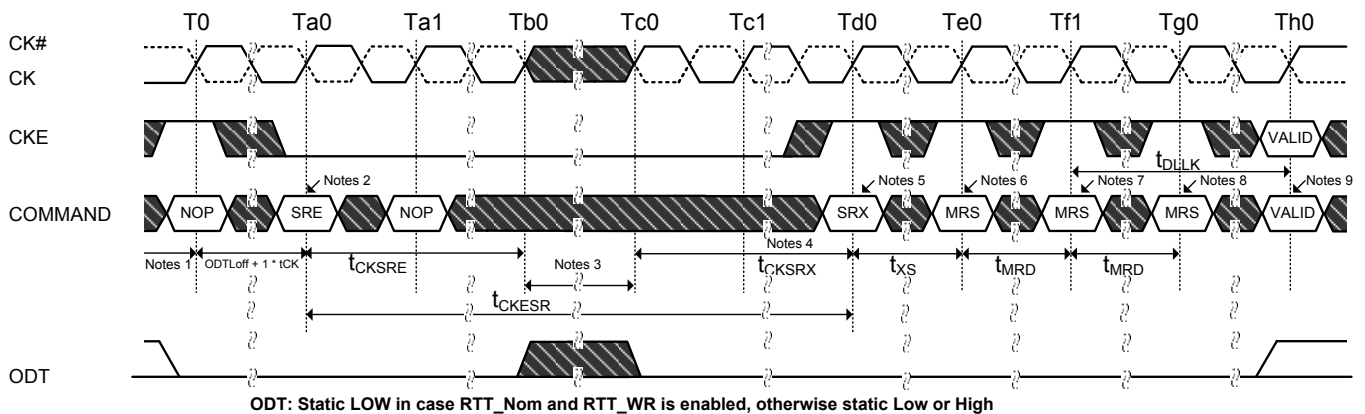 T0 Ta0 Ta1 Tb0 Tc0 Tc1 Td0 Te0 Tf1 Tg0 Th0
CK#
CK
CKE
VALID
tDLLK
Notes 2 Notes 5 Notes 6 Notes 7 Notes 8 Notes 9
COMMAND
NOP SRE NOP SRX MRS MRS MRS VALID
Notes 1 ODTLoff + 1 * tCK tCKSRE Notes 3 Notes 4 tCKSRX tXS tMRD tMRD
tCKESR
ODT
ODT: Static LOW in case RTT_Nom and RTT_WR is enabled, otherwise static Low or High